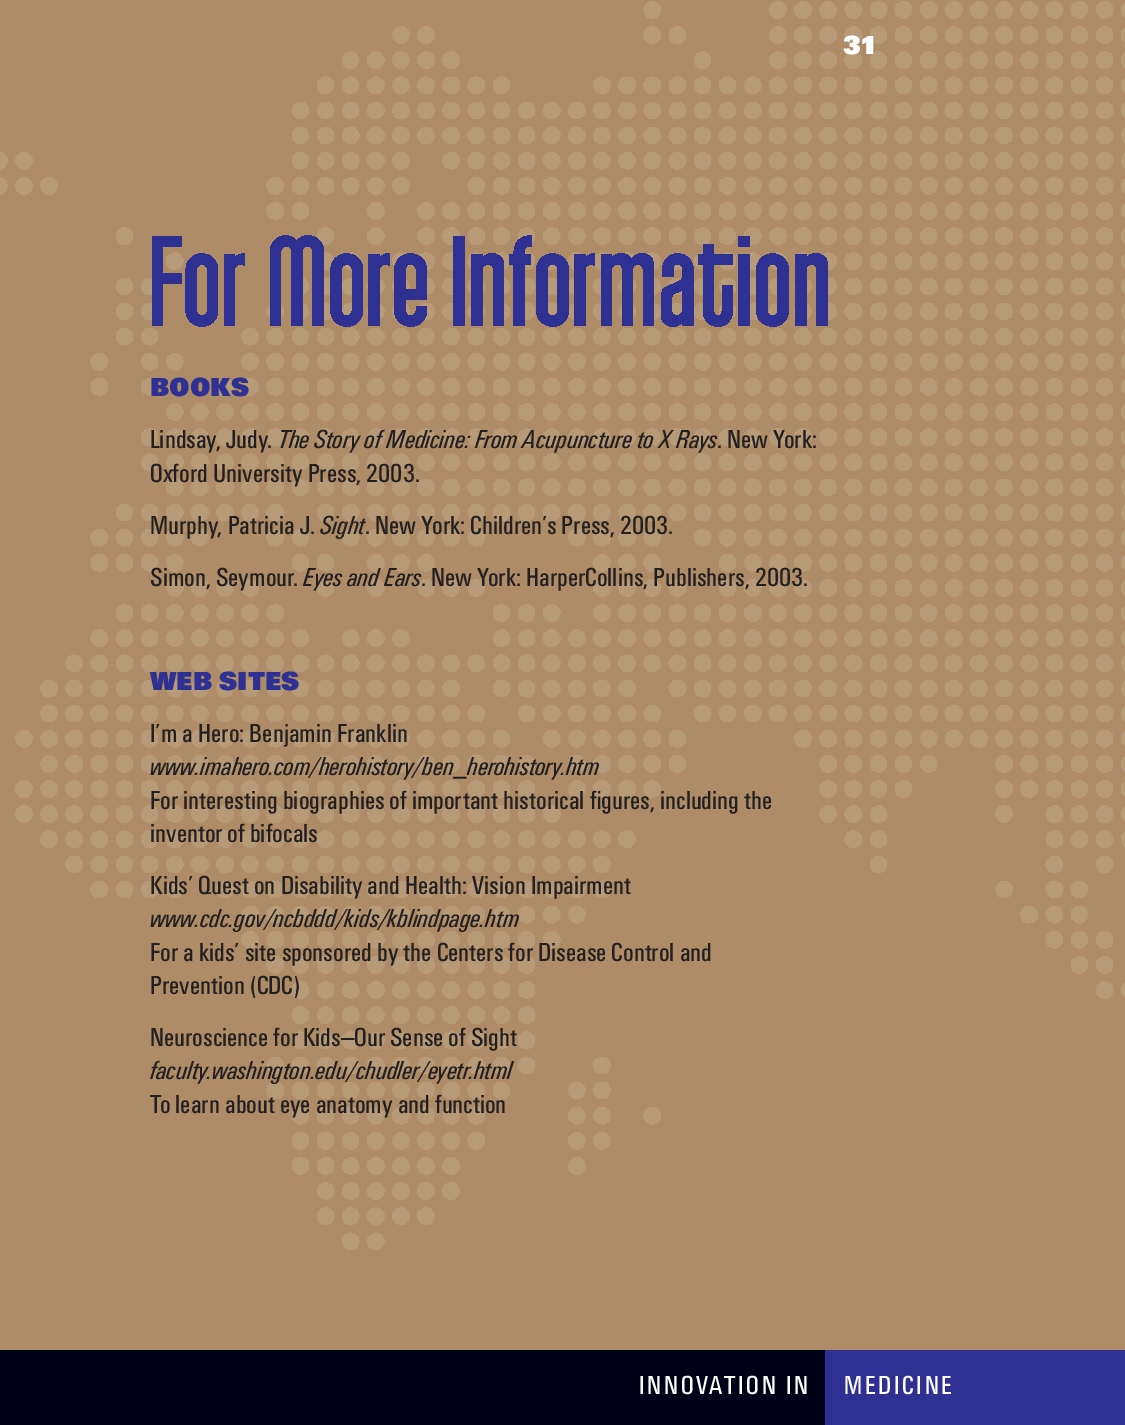 31
For More Information
BOOKS
Lindsay, Judy. The Story of Medicine: From Acupuncture to X Rays. New York:
Oxford University Press, 2003.
Murphy, Patricia J. Sight. New York: Children’s Press, 2003.
Simon, Seymour. Eyes and Ears. New York: HarperCollins, Publishers, 2003.
WEB SITES
I’m a Hero: Benjamin Franklin
www.imahero.com/herohistory/ben_herohistory.htm
For interesting biographies of important historical figures, including the
inventor of bifocals
Kids’ Quest on Disability and Health: Vision Impairment
www.cdc.gov/ncbddd/kids/kblindpage.htm
For a kids’ site sponsored by the Centers for Disease Control and
Prevention (CDC)
Neuroscience for Kids—Our Sense of Sight
faculty.washington.edu/chudler/eyetr.html
To learn about eye anatomy and function
INNOVATION IN MEDICINE